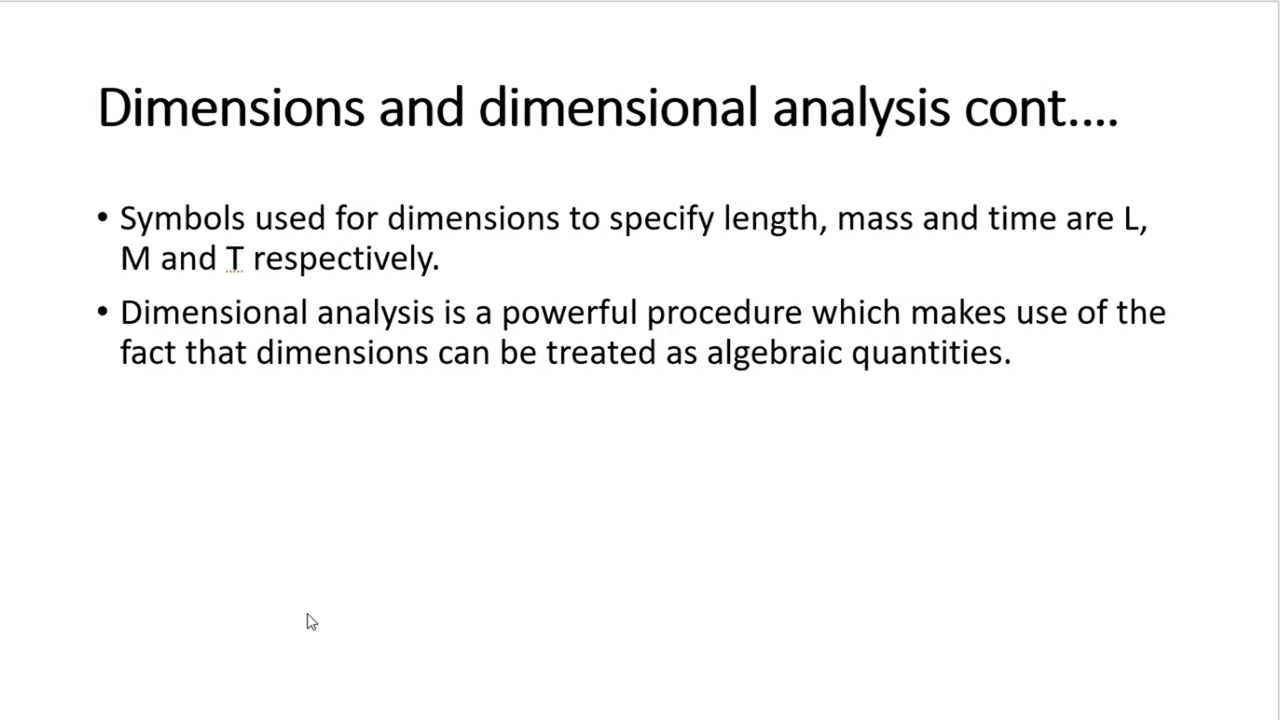 Dimensions and dimensional analysis cont....
• Symbols used for dimensions to specify length, mass and time are L,
M and T respectively.
• Dimensional analysis is a powerful procedure which makes use of the
fact that dimensions can be treated as algebraic quantities.